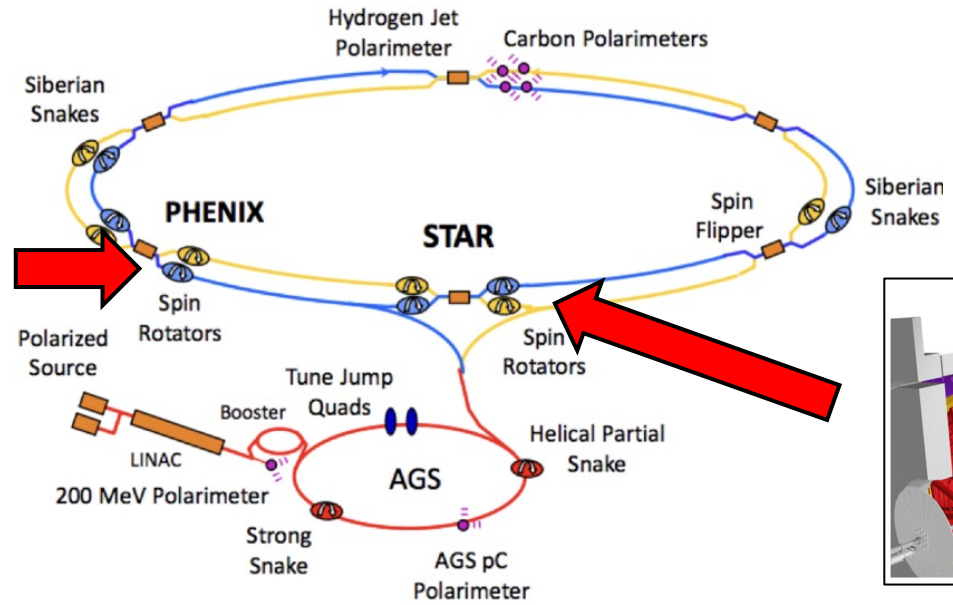 Hydrogen Jet
Polarimeter
Carbon Polarimeters
Siberian
Snakes
PHENIX
STAR
Spin
Flipper
Siberian
Snakes
Spin
Rotators
Spin
Rotators
Polarized
Source
Tune Jump
Quads
Booster
LINAC
200 MeV Polarimeter
AGS
Helical Partial
Snake
Strong
Snake
AGS pC
Polarimeter